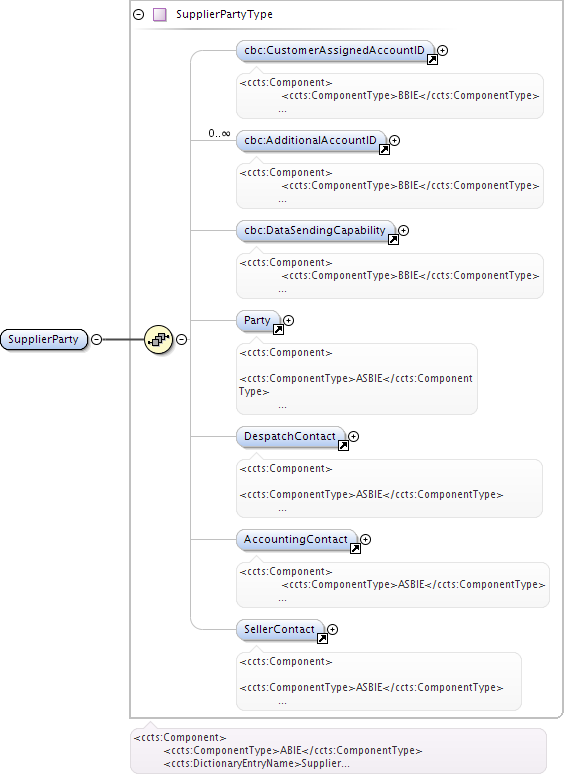 SupplierPartyType
cbc:CustomerAssignedAccountID
<ccts:Component>
<ccts:ComponentType>BBIE</ccts:ComponentType>
...
0..∞
cbc:AdditionalAccountID
<ccts:Component>
<ccts:ComponentType>BBIE</ccts:ComponentType>
...
cbc:DataSendingCapability
<ccts:Component>
<ccts:ComponentType>BBIE</ccts:ComponentType>
...
Party
<ccts:Component>
<ccts:ComponentType>ASBIE</ccts:Component
Type>
...
SupplierParty
DespatchContact
<ccts:Component>
<ccts:ComponentType>ASBIE</ccts:ComponentType>
...
AccountingContact
<ccts:Component>
<ccts:ComponentType>ASBIE</ccts:ComponentType>
...
SellerContact
<ccts:Component>
<ccts:ComponentType>ASBIE</ccts:ComponentType>
...
<ccts:Component>
<ccts:ComponentType>ABIE</ccts:ComponentType>
<ccts:DictionaryEntryName>Supplier...